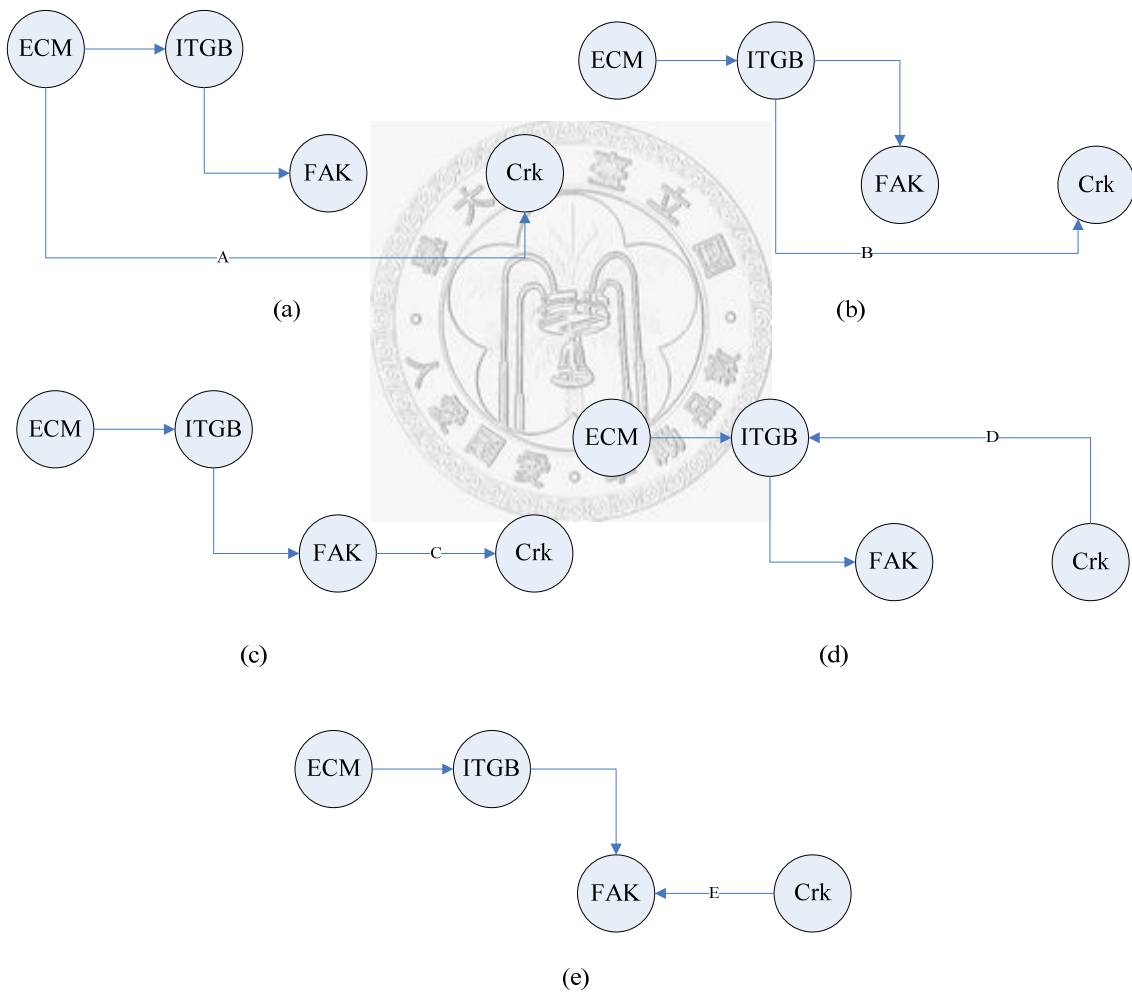 ECM
ITGB
FAK
Crk
A
(a)
ECM
ITGB
FAK
Crk
B
(b)
ECM
ITGB
FAK
C
Crk
(c)
ECM
ITGB
D
FAK
Crk
(d)
ECM
ITGB
FAK
E
Crk
(e)